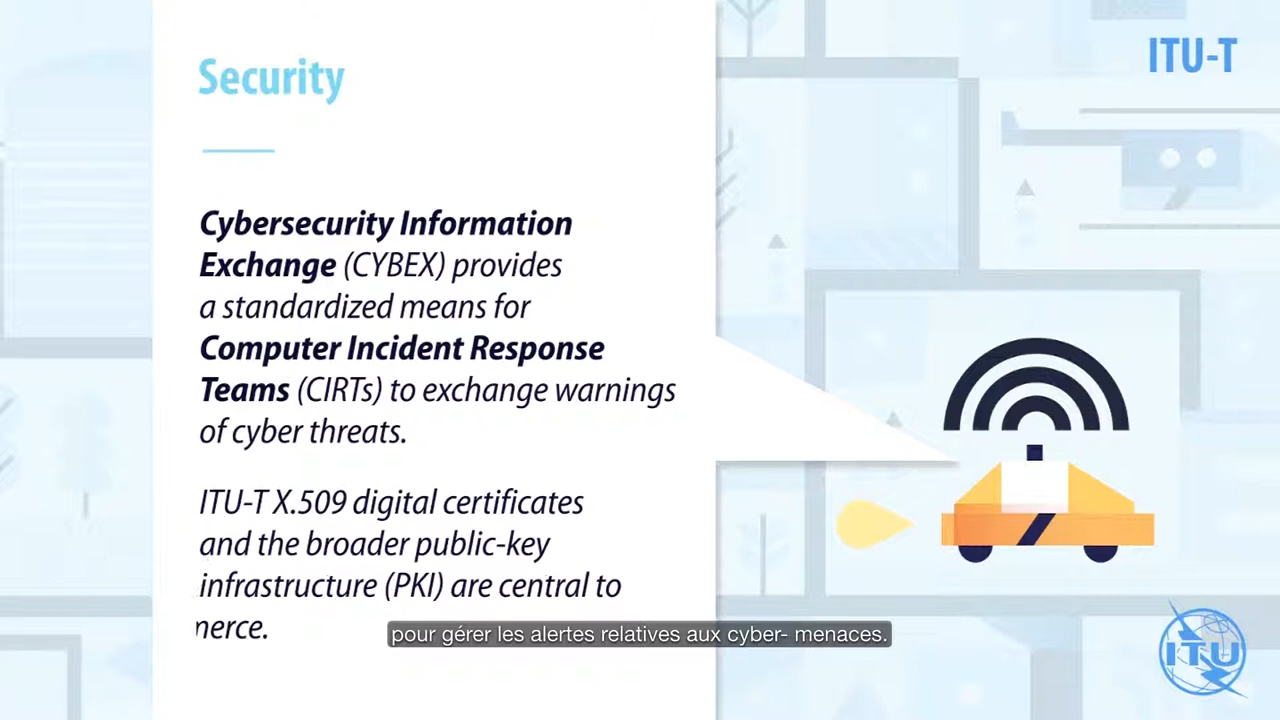 Security
ITU-T
Cybersecurity Information
Exchange (CYBEX) provides
a standardized means for
Computer Incident Response
Teams (CIRTs) to exchange warnings
of cyber threats.
ITU-T X.509 digital certificates
and the broader public-key
infrastructure (PKI) are central to
merce.
pour gérer les alertes relatives aux cyber- menaces.
ITU